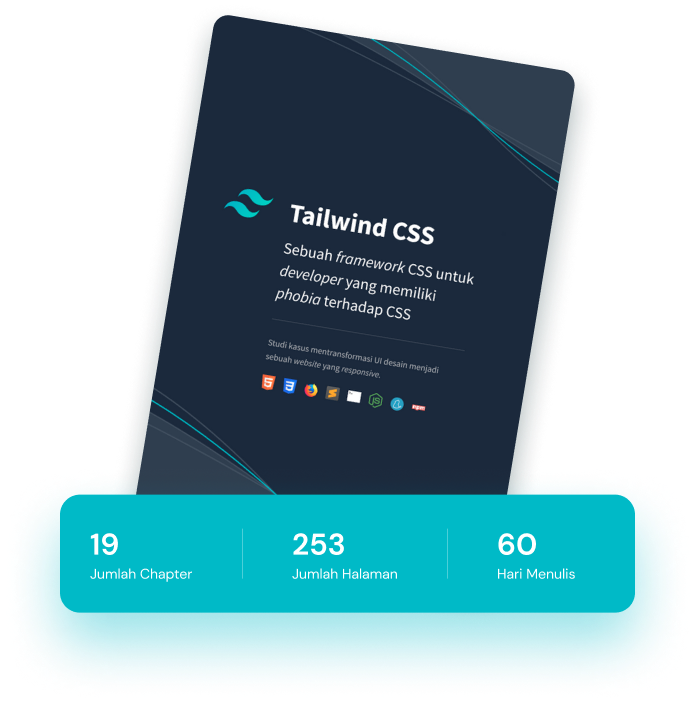 Tailwind CSS
Sebuah framework CSS untuk
developer yang memiliki
phobia terhadap CSS
Studi kasus mentransformasi UI desain menjadi
sebuah website yang responsive.
19
Jumlah Chapter
253
Jumlah Halaman
60
Hari Menulis